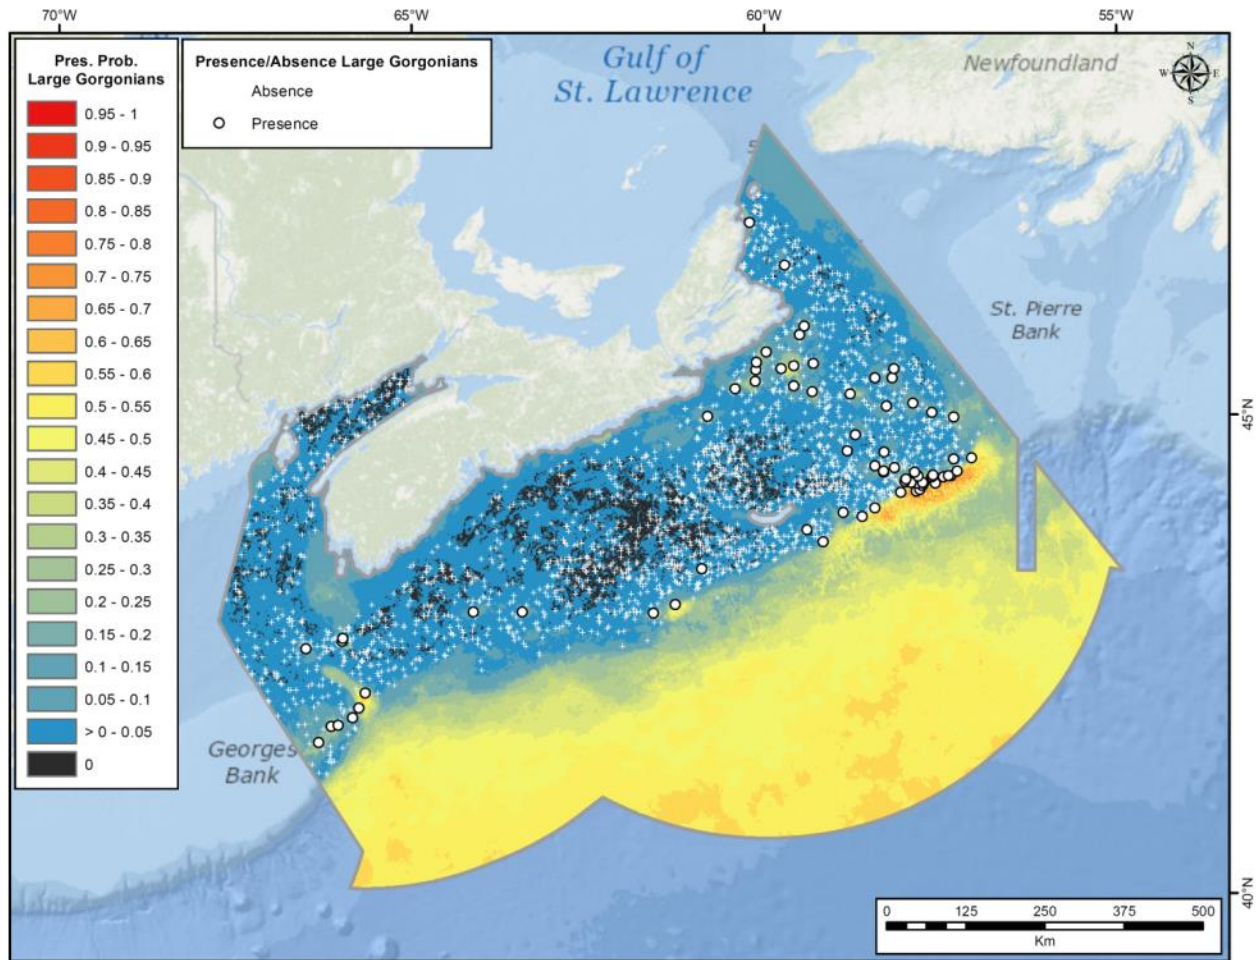 70°W 65°W 60°W 55°W
Pres. Prob.
Large Gorgonians
0.95 - 1
0.9 - 0.95
0.85 - 0.9
0.8 - 0.85
0.75 - 0.8
0.7 - 0.75
0.65 - 0.7
0.6 - 0.65
0.55 - 0.6
0.5 - 0.55
0.45 - 0.5
0.4 - 0.45
0.35 - 0.4
0.3 - 0.35
0.25 - 0.3
0.2 - 0.25
0.15 - 0.2
0.1 - 0.15
0.05 - 0.1
> 0 - 0.05
0
Presence/Absence Large Gorgonians
Absence
Presence
Gulf of
St. Lawrence
Newfoundland
N
W E
S
St. Pierre
Bank
45°N
Georges
Bank
40°N
0 125 250 375 500
Km